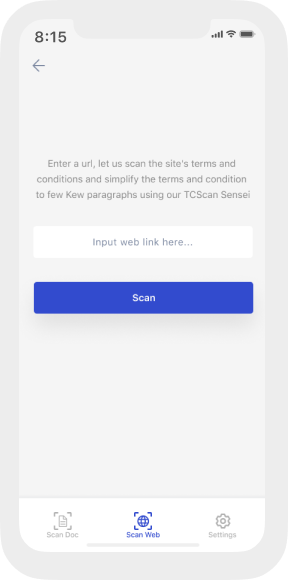 8:15
Enter a url, let us scan the site's terms and
conditions and simplify the terms and condition
to few Kew paragraphs using our TCScan Sensei
Input web link here...
Scan
Scan Doc
Scan Web
Settings